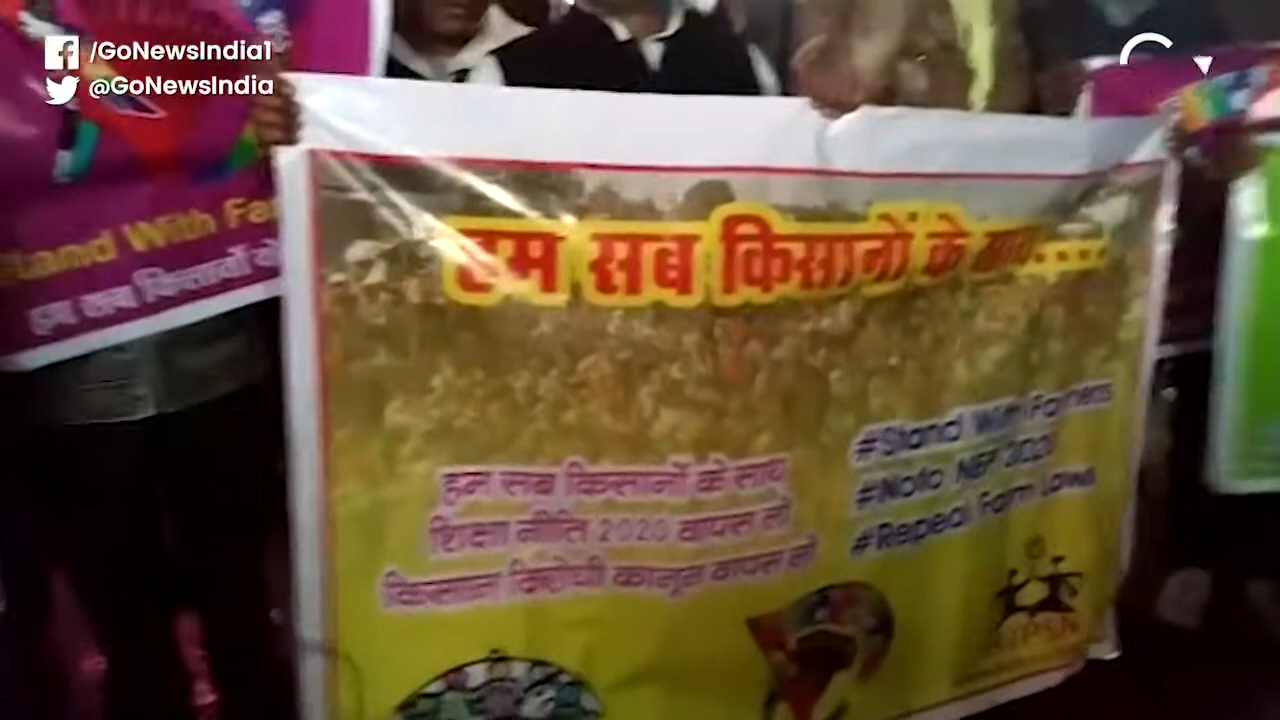 /GoNewsIndia1
@GoNewsIndia
Stand With Fa
हम सब किसानों के
हम सब किसानों के साथ....
हम सब किसानों के साथ
शिक्षा नीति 2020 वापस लो
किसान विरोधी कानून वापस लो
#Stand With Farmers
#Noto NEP 2020
#Repeal Farm Laws